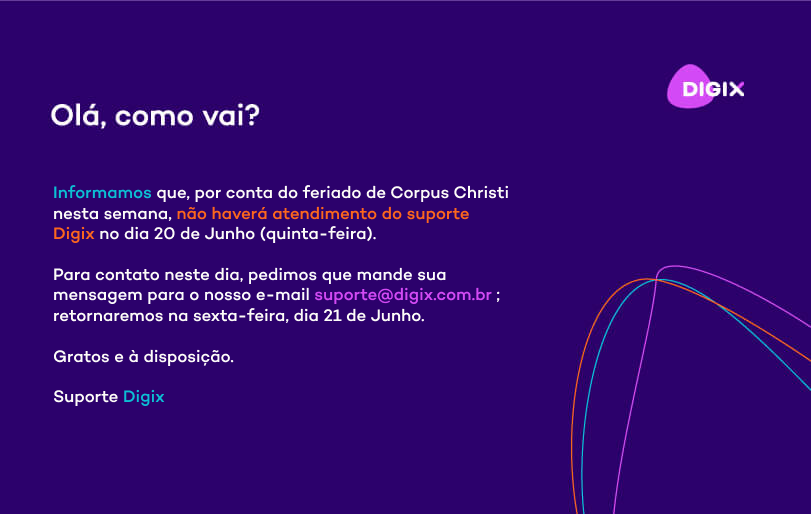 DIGIX
Olá, como vai?
Informamos que, por conta do feriado de Corpus Christi
nesta semana, não haverá atendimento do suporte
Digix no dia 20 de Junho (quinta-feira).
Para contato neste dia, pedimos que mande sua
mensagem para o nosso e-mail suporte@digix.com.br ;
retornaremos na sexta-feira, dia 21 de Junho.
Gratos e à disposição.
Suporte Digix